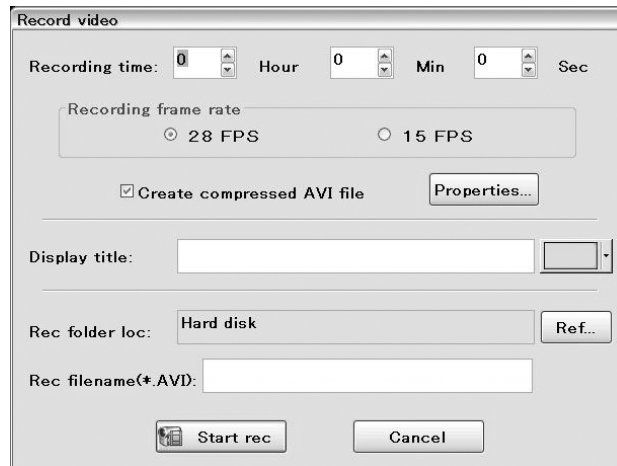 Record video
Recording time: 0 Hour 0 Min 0 Sec
Recording frame rate
28 FPS 15 FPS
Create compressed AVI file Properties...
Display title:
Rec folder loc: Hard disk Ref...
Rec filename(*.AVI):
Start rec Cancel